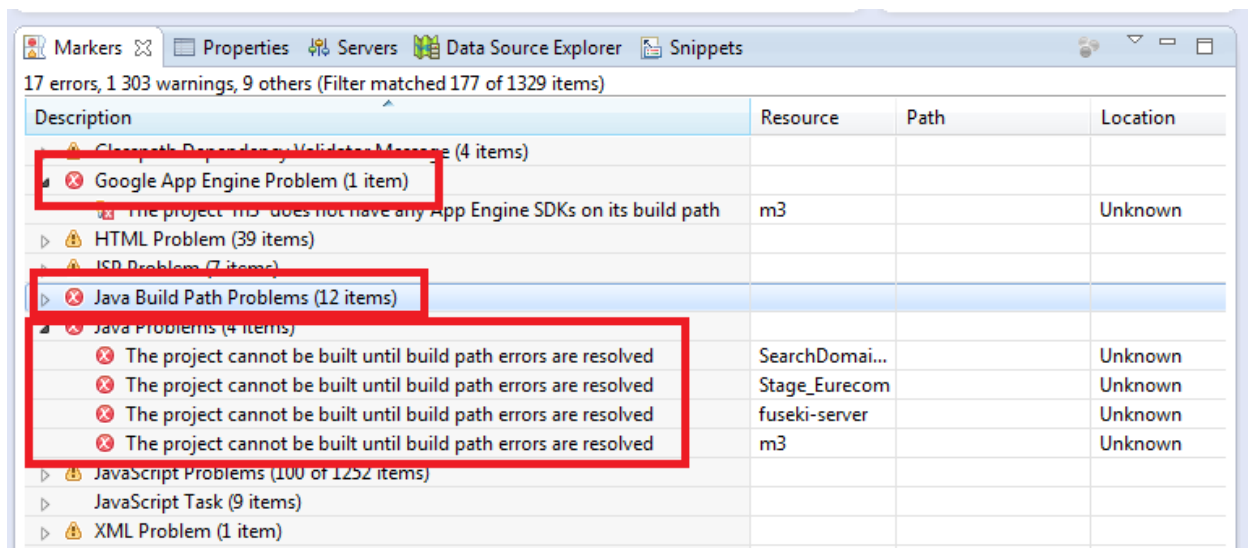 Markers Properties Servers Data Source Explorer Snippets
17 errors, 1 303 warnings, 9 others (Filter matched 177 of 1329 items)
Description Resource Path Location
Classpath Dependency Validator Message (4 items)
Google App Engine Problem (1 item)
The project 'm3' does not have any App Engine SDKs on its build path m3 Unknown
HTML Problem (39 items)
JSP Problem (7 items)
Java Build Path Problems (12 items)
Java Problems (4 items)
The project cannot be built until build path errors are resolved SearchDomai... Unknown
The project cannot be built until build path errors are resolved Stage_Eurecom Unknown
The project cannot be built until build path errors are resolved fuseki-server Unknown
The project cannot be built until build path errors are resolved m3 Unknown
JavaScript Problems (100 of 1252 items)
JavaScript Task (9 items)
XML Problem (1 item)